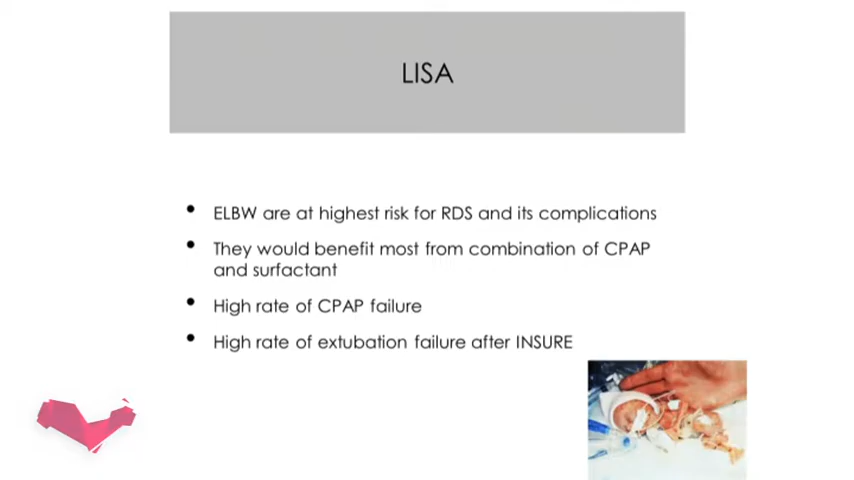 LISA
• ELBW are at highest risk for RDS and its complications
• They would benefit most from combination of CPAP
and surfactant
• High rate of CPAP failure
• High rate of extubation failure after INSURE